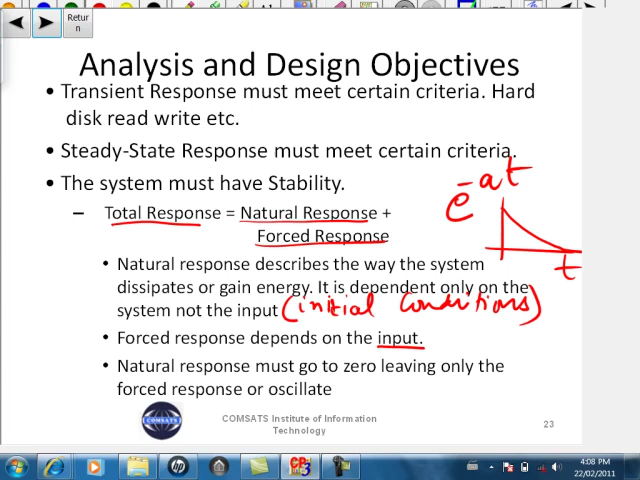 Retur
n
Analysis and Design Objectives
• Transient Response must meet certain criteria. Hard
disk read write etc.
• Steady-State Response must meet certain criteria.
• The system must have Stability.
– Total Response = Natural Response +
Forced Response
e^-at
t
• Natural response describes the way the system
dissipates or gain energy. It is dependent only on the
system not the input (initial conditions)
• Forced response depends on the input.
• Natural response must go to zero leaving only the
forced response or oscillate
COMSATS
COMSATS Institute of Information
Technology
23
4:08 PM
22/02/2011